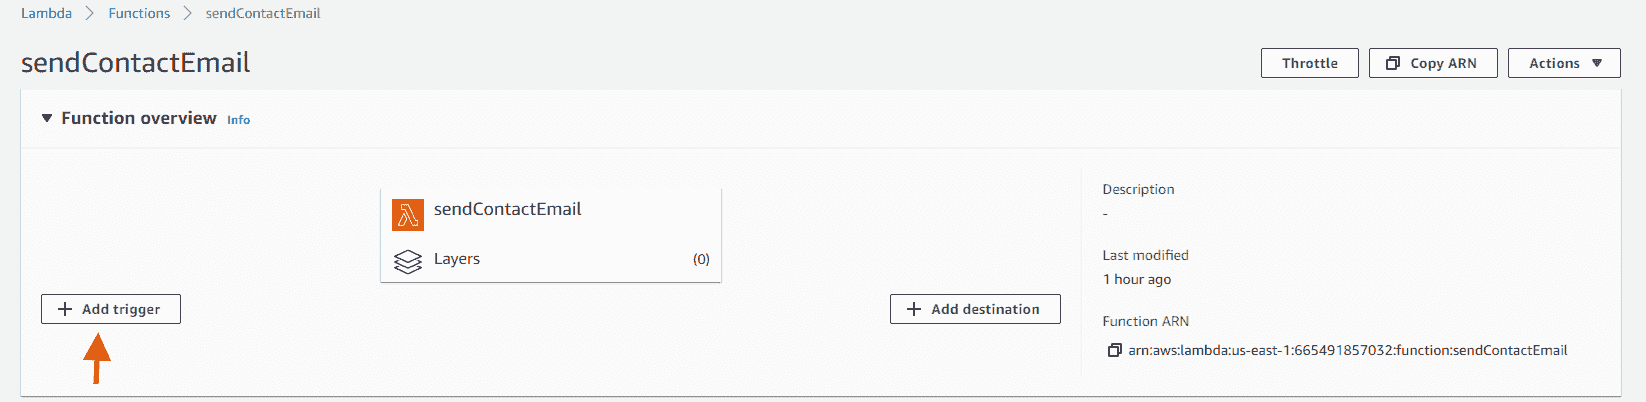 Lambda > Functions > sendContactEmail
sendContactEmail
Throttle
Copy ARN
Actions
Function overview Info
sendContactEmail
Layers (0)
+ Add trigger
+ Add destination
Description
-
Last modified
1 hour ago
Function ARN
arn:aws:lambda:us-east-1:665491857032:function:sendContactEmail